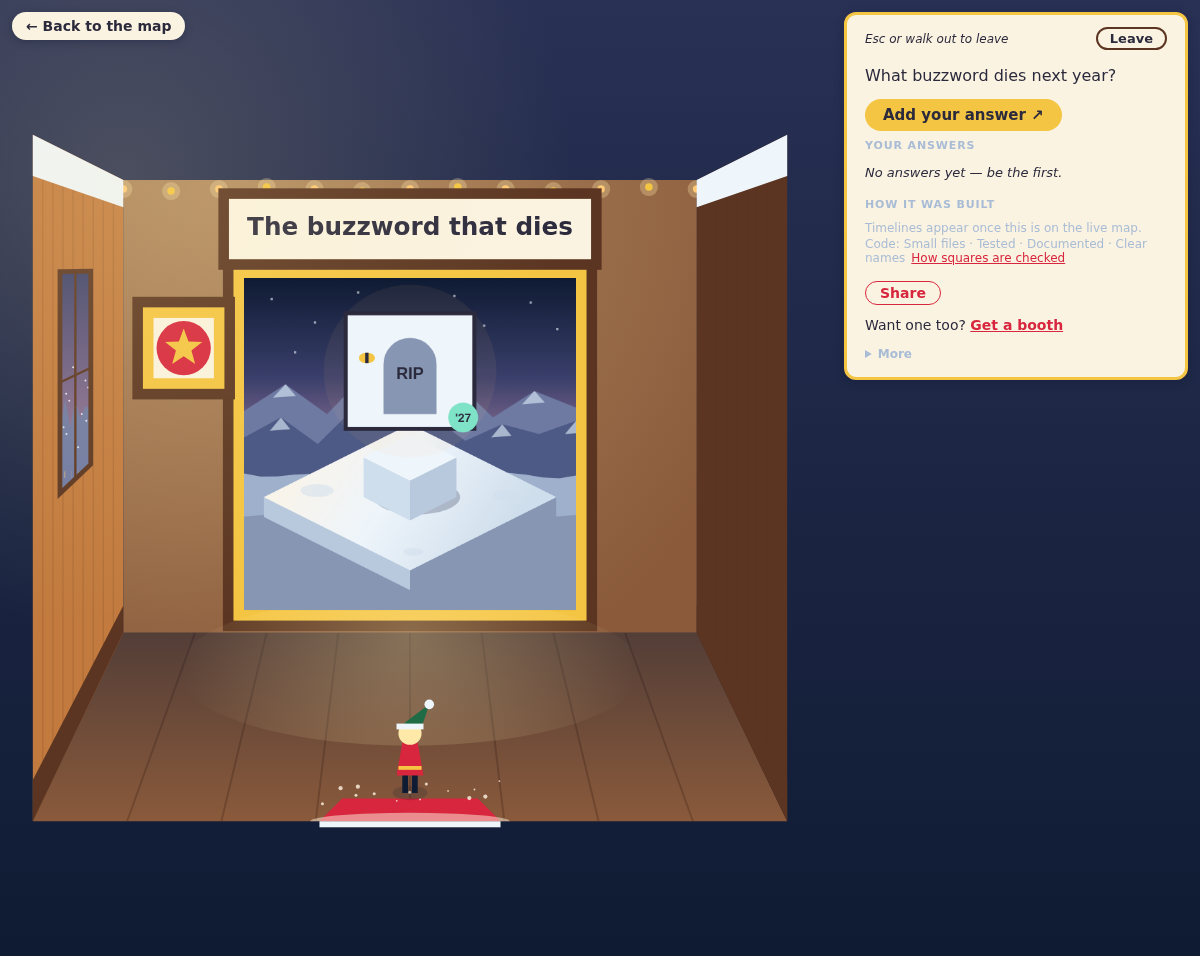 ← Back to the map
The buzzword that dies
RIP
'27
Esc or walk out to leave
Leave
What buzzword dies next year?
Add your answer ↗
YOUR ANSWERS
No answers yet — be the first.
HOW IT WAS BUILT
Timelines appear once this is on the live map.
Code: Small files · Tested · Documented · Clear
names How squares are checked
Share
Want one too? Get a booth
More